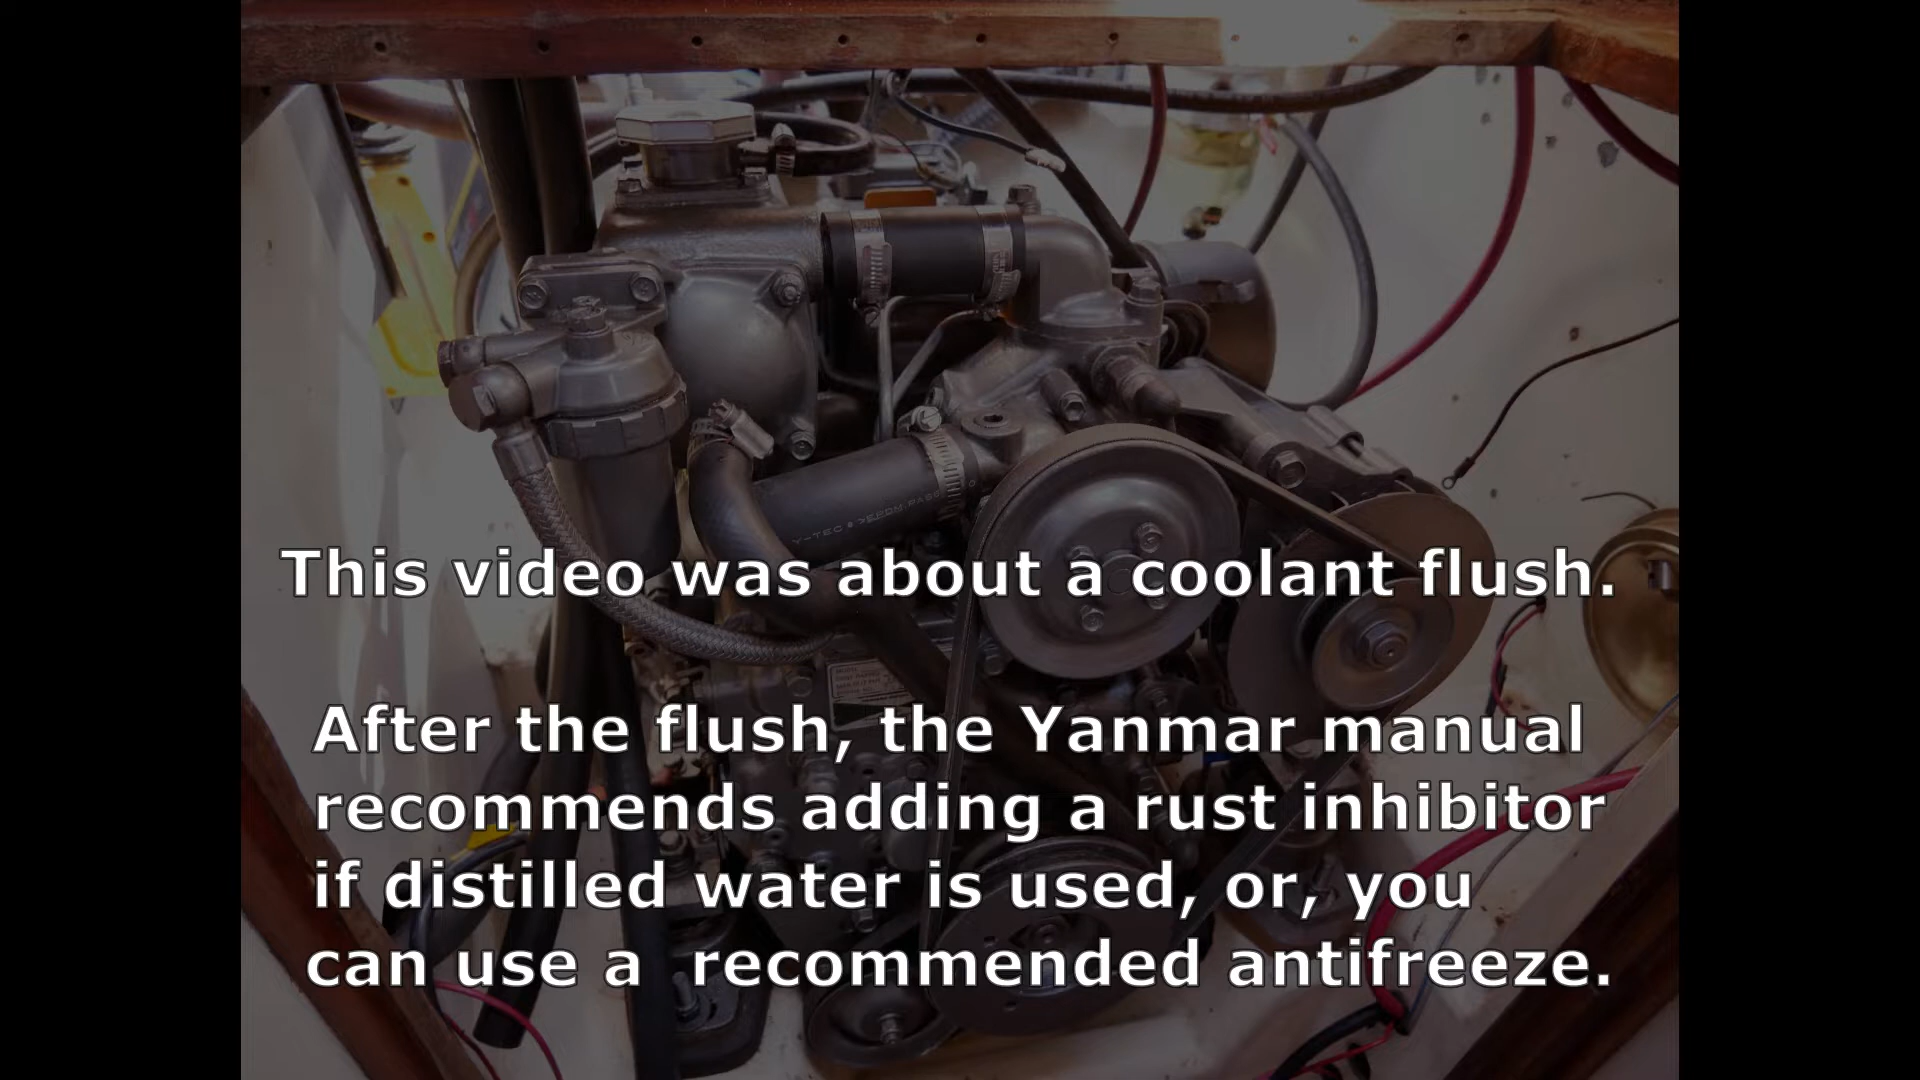 This video was about a coolant flush.
After the flush, the Yanmar manual
recommends adding a rust inhibitor
if distilled water is used, or, you
can use a  recommended antifreeze.